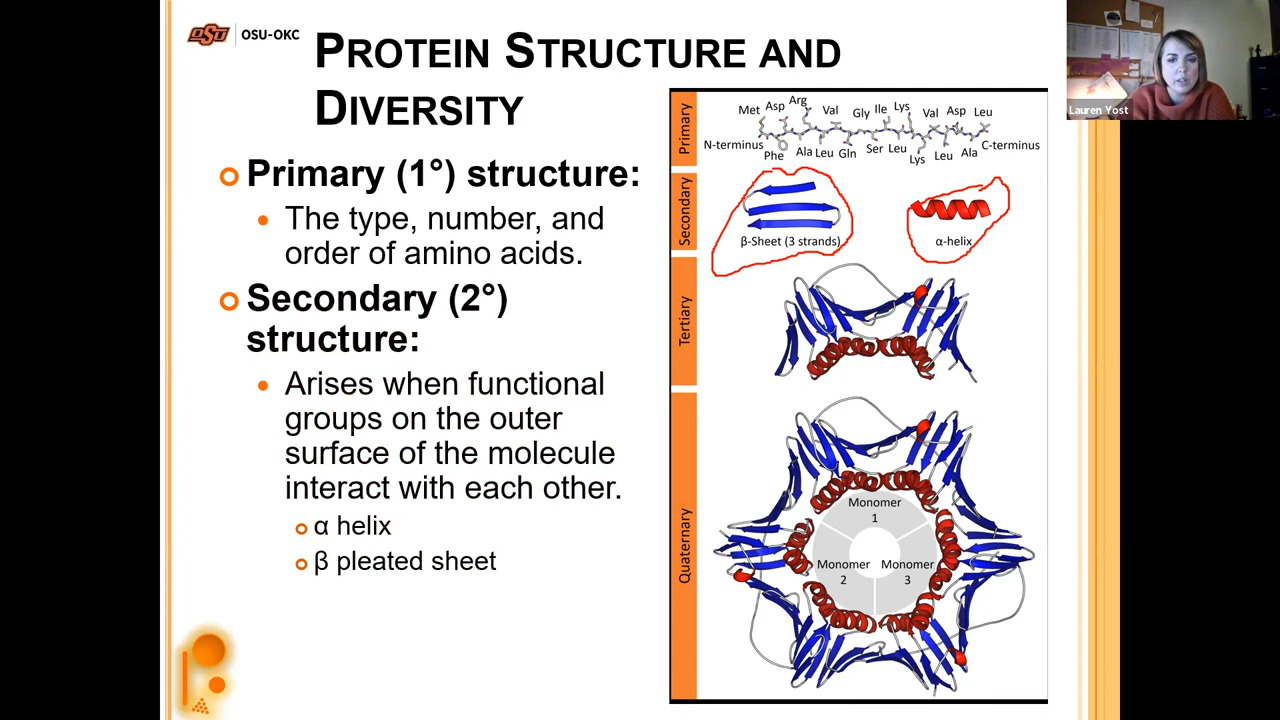 OSU
OSU-OKC
PROTEIN STRUCTURE AND
DIVERSITY
Primary (1°) structure:
The type, number, and
order of amino acids.
Secondary (2°)
structure:
Arises when functional
groups on the outer
surface of the molecule
interact with each other.
α helix
β pleated sheet
Primary
Met Asp Arg Val Gly Ile Lys Val Asp Leu
N-terminus C-terminus
Phe Ala Leu Gln Ser Leu Lys Leu Ala
Secondary
β-Sheet (3 strands)
α-helix
Tertiary
Quaternary
Monomer
1
Monomer
2
Monomer
3
Lauren Yost